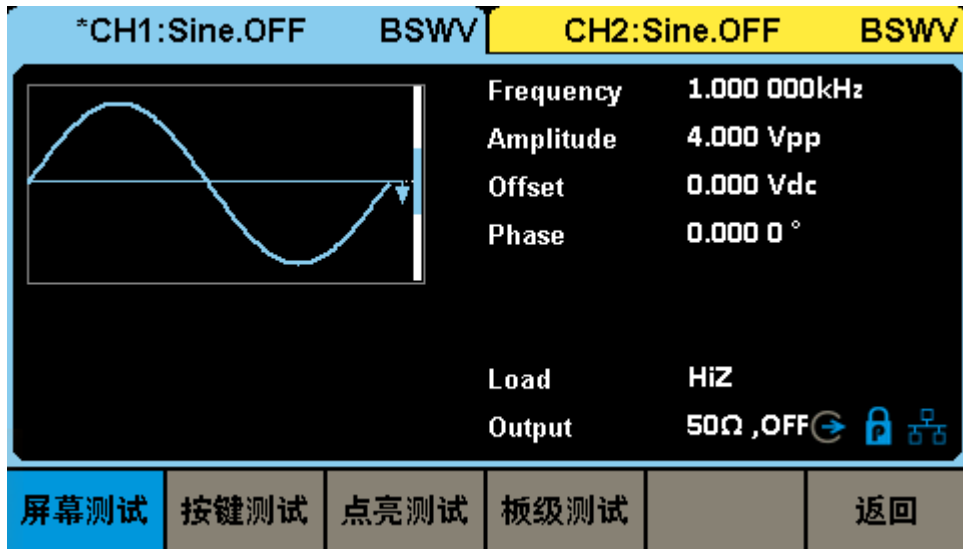 *CH1:Sine.OFF BSWV CH2:Sine.OFF BSWV
Frequency 1.000 000kHz
Amplitude 4.000 Vpp
Offset 0.000 Vdc
Phase 0.000 0 °
Load HiZ
Output 50Ω ,OFF P
屏幕测试 按键测试 点亮测试 板级测试 返回